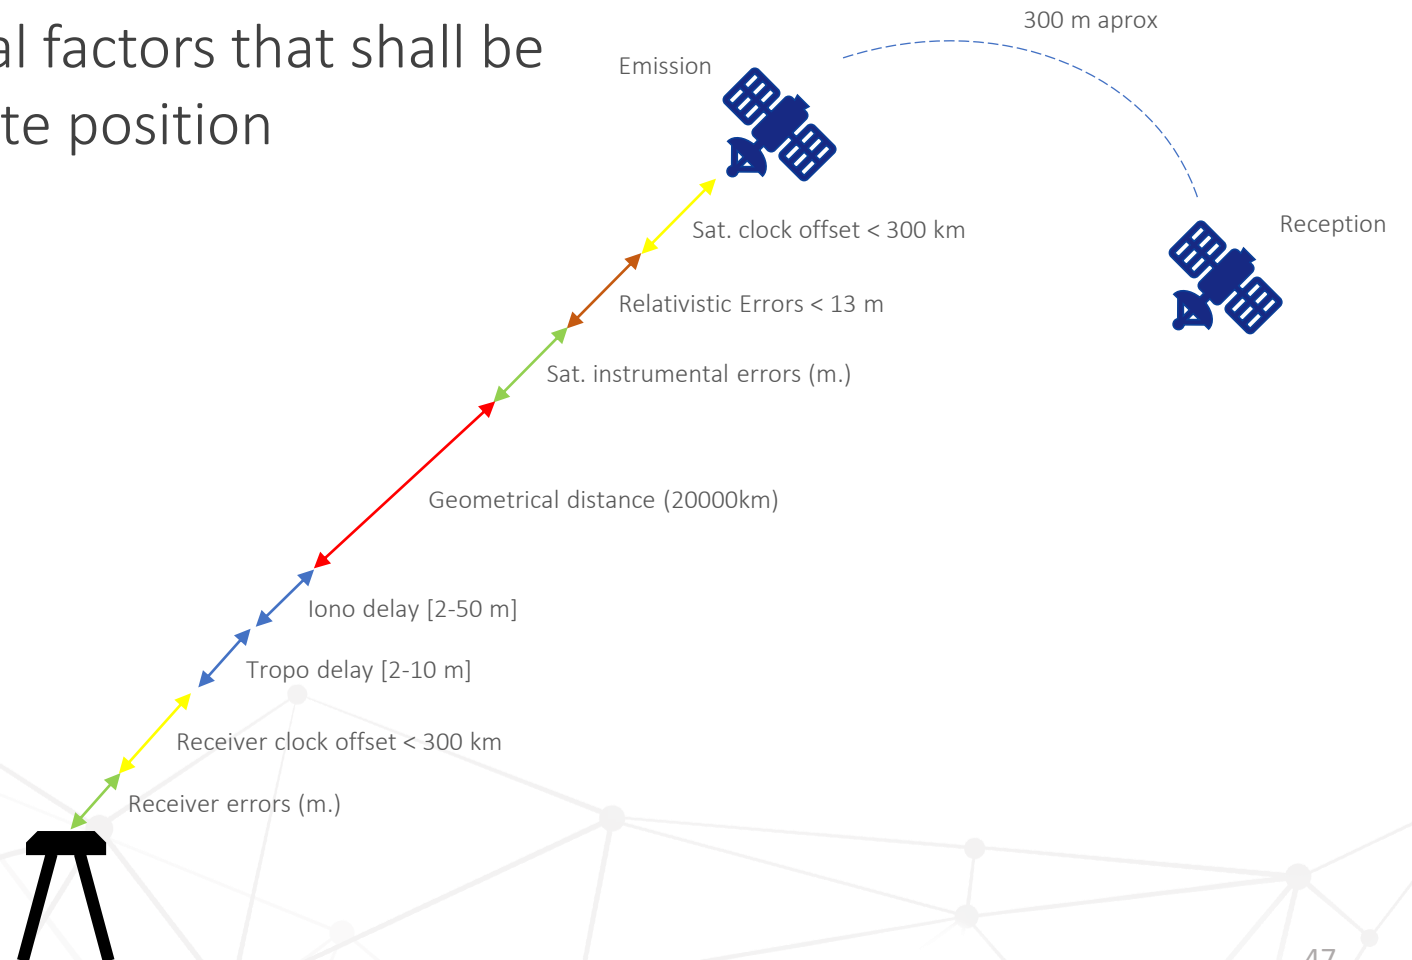 al factors that shall be
te position
300 m aprox
Emission
Reception
Sat. clock offset < 300 km
Relativistic Errors < 13 m
Sat. instrumental errors (m.)
Geometrical distance (20000km)
Iono delay [2-50 m]
Tropo delay [2-10 m]
Receiver clock offset < 300 km
Receiver errors (m.)
47